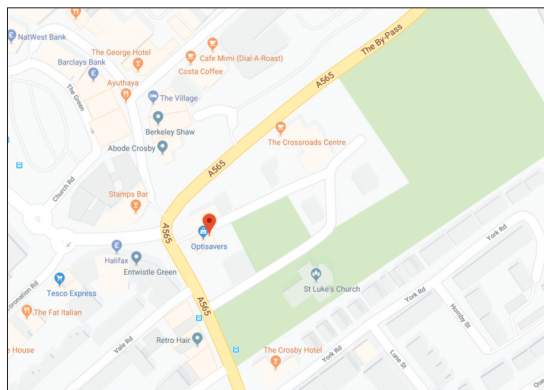 NatWest Bank
The George Hotel
Cafe Mimi (Dial-A-Roast)
The By-Pass
Barclays Bank
Costa Coffee
A565
Ayuthaya
The Green
The Village
Berkeley Shaw
Abode Crosby
The Crossroads Centre
A565
Church Rd
Stamps Bar
A565
Optisavers
Halifax
York Rd
Entwistle Green
St Luke's Church
Coronation Rd
Tesco Express
A565
York Rd
Hornby St
The Fat Italian
Vale Rd
Retro Hair
The Crosby Hotel
York Rd
Lune St
e House
Que